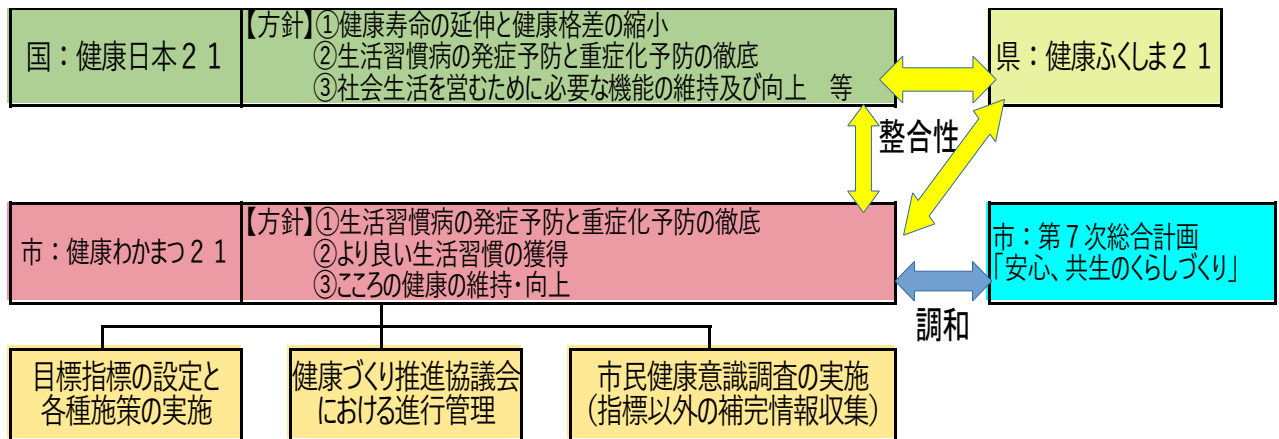 国：健康日本２１
【方針】①健康寿命の延伸と健康格差の縮小
②生活習慣病の発症予防と重症化予防の徹底
③社会生活を営むために必要な機能の維持及び向上　等
県：健康ふくしま２１
整合性
市：健康わかまつ２１
【方針】①生活習慣病の発症予防と重症化予防の徹底
②より良い生活習慣の獲得
③こころの健康の維持・向上
市：第７次総合計画
「安心、共生のくらしづくり」
調和
目標指標の設定と
各種施策の実施
健康づくり推進協議会
における進行管理
市民健康意識調査の実施
（指標以外の補完情報収集）